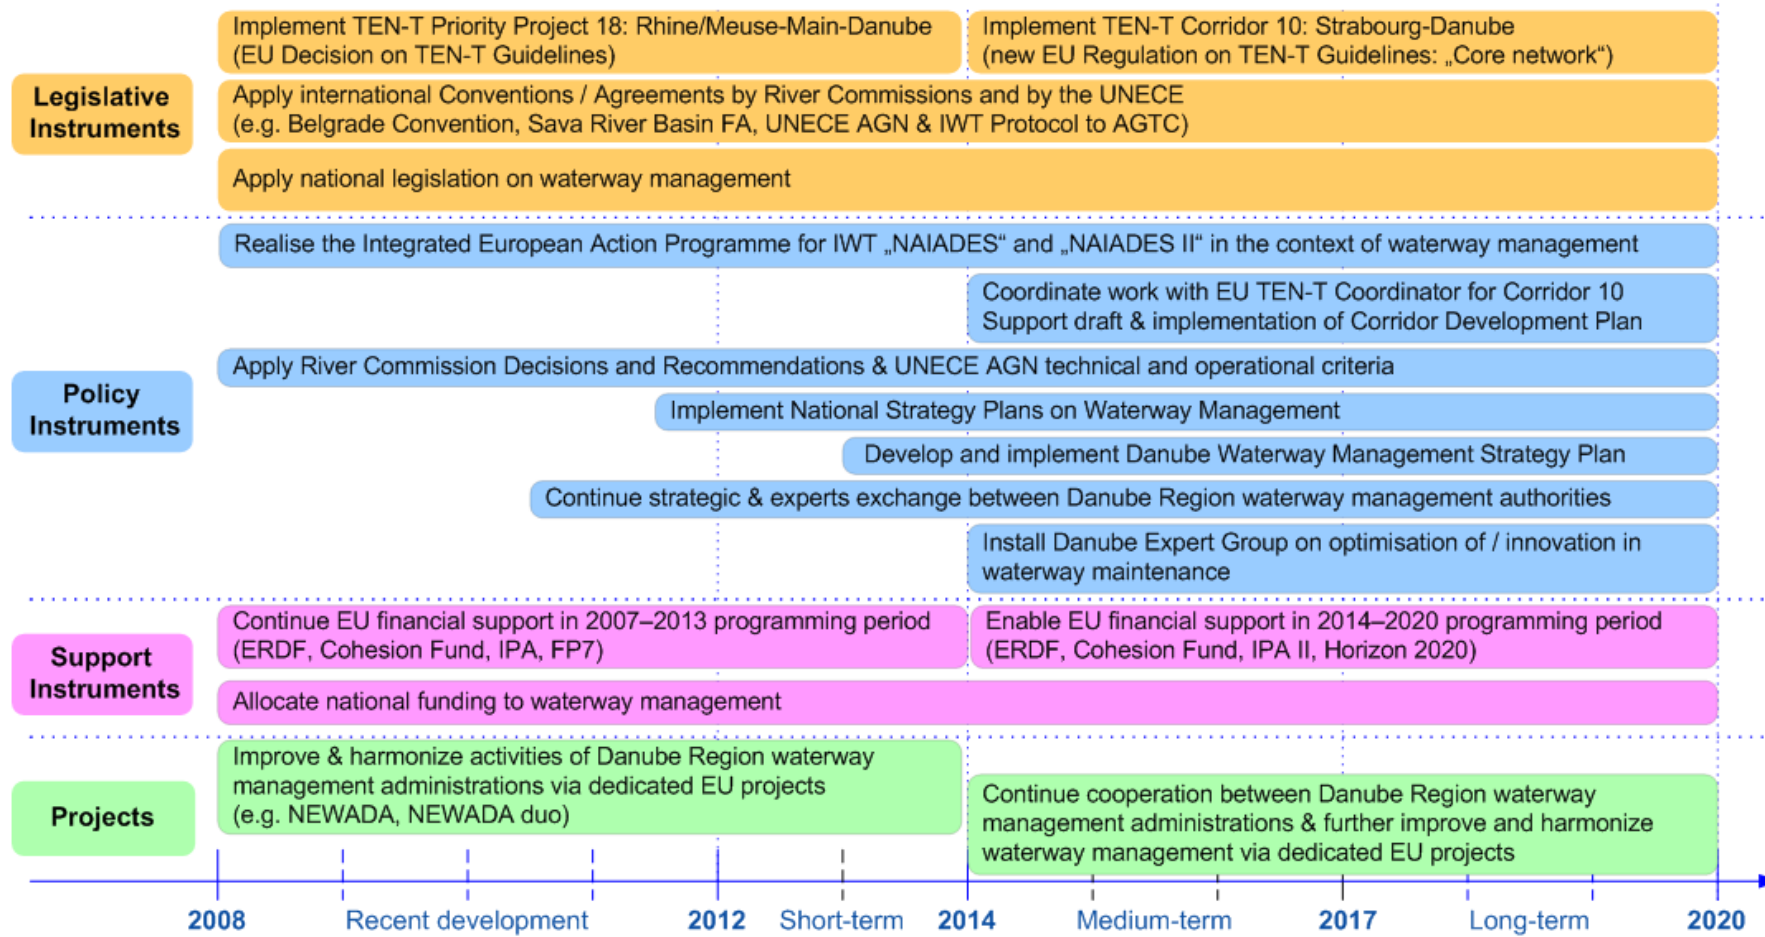 Legislative
Instruments
Implement TEN-T Priority Project 18: Rhine/Meuse-Main-Danube
(EU Decision on TEN-T Guidelines)
Implement TEN-T Corridor 10: Strabourg-Danube
(new EU Regulation on TEN-T Guidelines: „Core network“)
Apply international Conventions / Agreements by River Commissions and by the UNECE
(e.g. Belgrade Convention, Sava River Basin FA, UNECE AGN & IWT Protocol to AGTC)
Apply national legislation on waterway management
Policy
Instruments
Realise the Integrated European Action Programme for IWT „NAIADES“ and „NAIADES II“ in the context of waterway management
Coordinate work with EU TEN-T Coordinator for Corridor 10
Support draft & implementation of Corridor Development Plan
Apply River Commission Decisions and Recommendations & UNECE AGN technical and operational criteria
Implement National Strategy Plans on Waterway Management
Develop and implement Danube Waterway Management Strategy Plan
Continue strategic & experts exchange between Danube Region waterway management authorities
Install Danube Expert Group on optimisation of / innovation in
waterway maintenance
Support
Instruments
Continue EU financial support in 2007–2013 programming period
(ERDF, Cohesion Fund, IPA, FP7)
Enable EU financial support in 2014–2020 programming period
(ERDF, Cohesion Fund, IPA II, Horizon 2020)
Allocate national funding to waterway management
Projects
Improve & harmonize activities of Danube Region waterway
management administrations via dedicated EU projects
(e.g. NEWADA, NEWADA duo)
Continue cooperation between Danube Region waterway
management administrations & further improve and harmonize
waterway management via dedicated EU projects
2008 Recent development 2012 Short-term 2014 Medium-term 2017 Long-term 2020